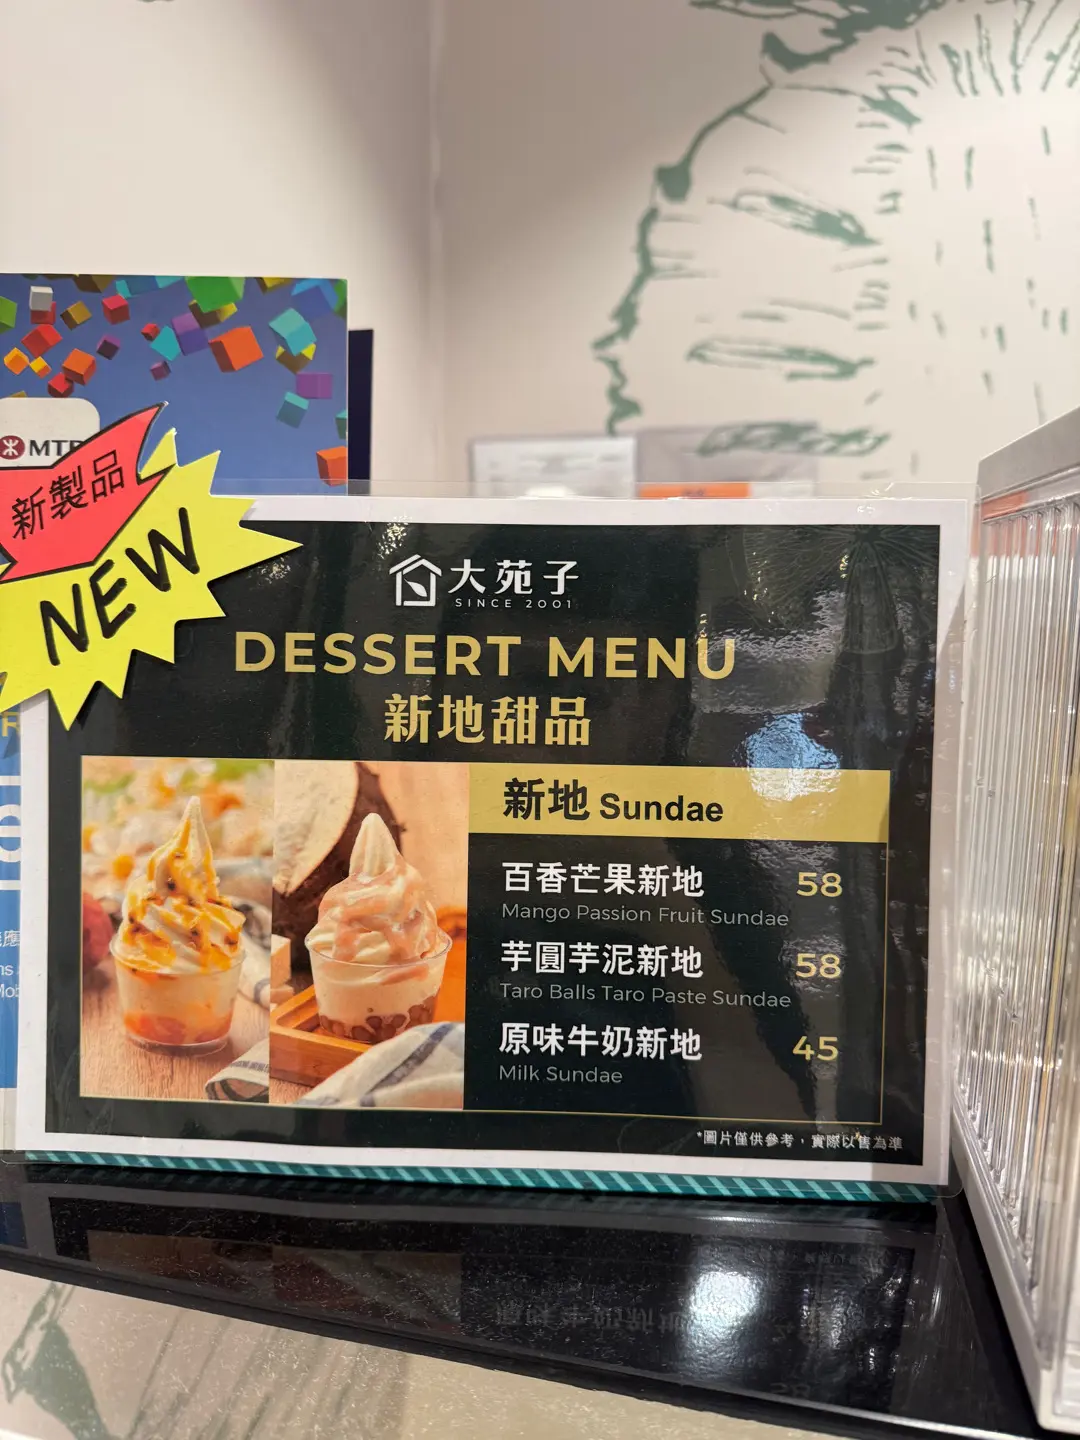 MTR
新製品
NEW
大苑子
SINCE 2001
DESSERT MENU
新地甜品
新地 Sundae
百香芒果新地 58
Mango Passion Fruit Sundae
芋圓芋泥新地 58
Taro Balls Taro Paste Sundae
原味牛奶新地 45
Milk Sundae
*圖片僅供參考，實際以售為準